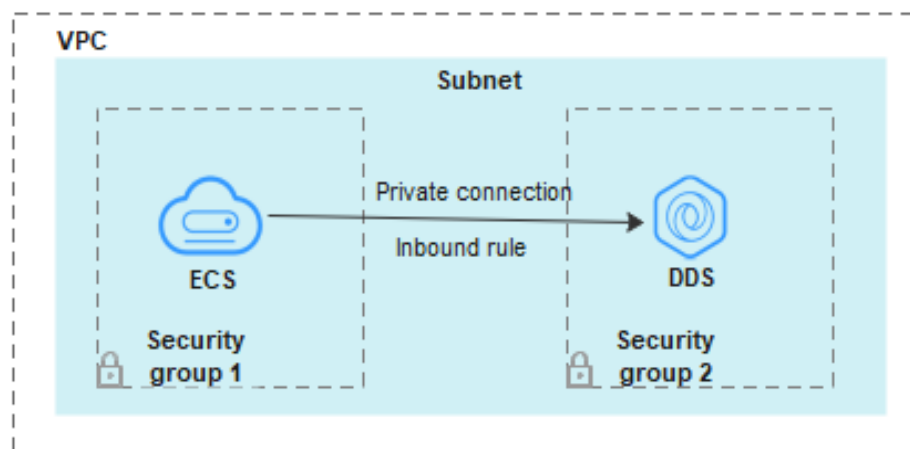 VPC
Subnet
Private connection
Inbound rule
ECS
DDS
Security
group 1
Security
group 2